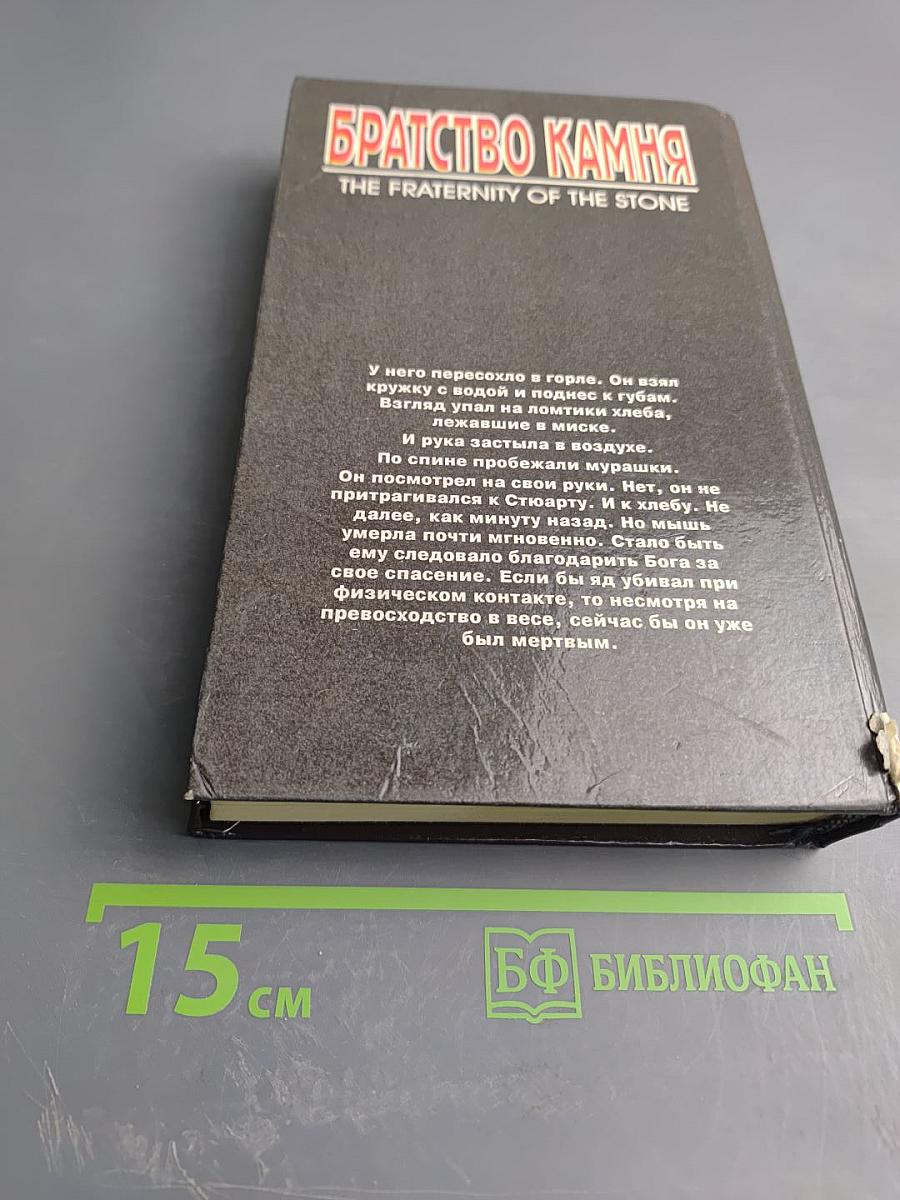 БРАТСТВО КАМНЯ
THE FRATERNITY OF THE STONE
У него пересохло в горле. Он взял
кружку с водой и поднес к губам.
Взгляд упал на ломтики хлеба,
лежавшие в миске.
И рука застыла в воздухе.
По спине пробежали мурашки.
Он посмотрел на свои руки. Нет, он не
притрагивался к Стюарту. И к хлебу. Не
далее, как минуту назад. Но мышь
умерла почти мгновенно. Стало быть
ему следовало благодарить Бога за
свое спасение. Если бы яд убивал при
физическом контакте, то несмотря на
превосходство в весе, сейчас бы он уже
был мертвым.
15 см
БФ БИБЛИОФАН